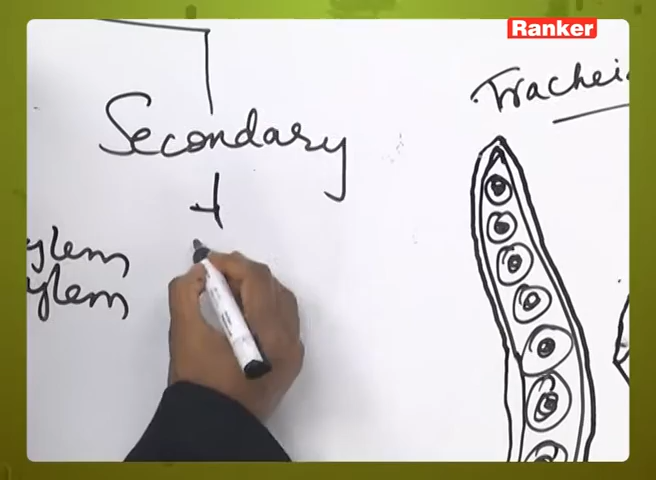 Ranker
Trachei
Secondary
ylem
ylem